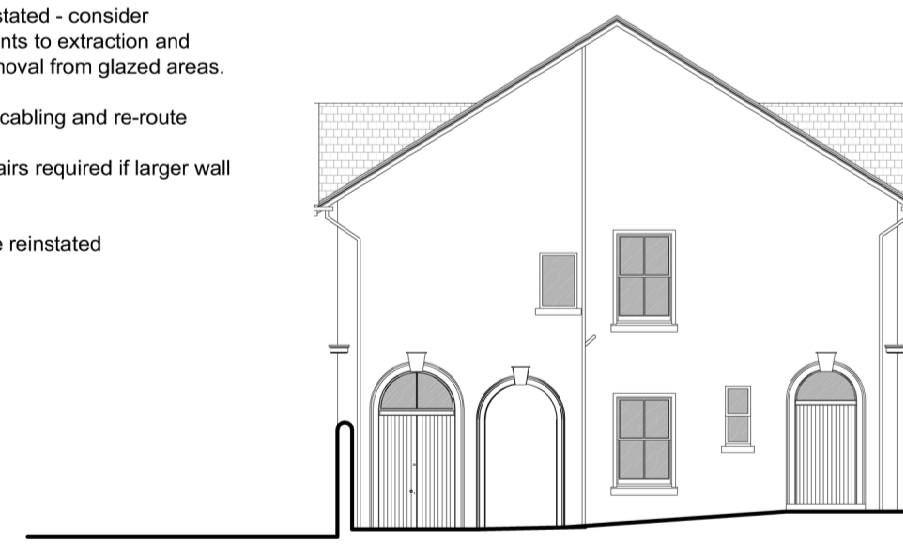 stated - consider
nts to extraction and
moval from glazed areas.
cabling and re-route
airs required if larger wall
e reinstated